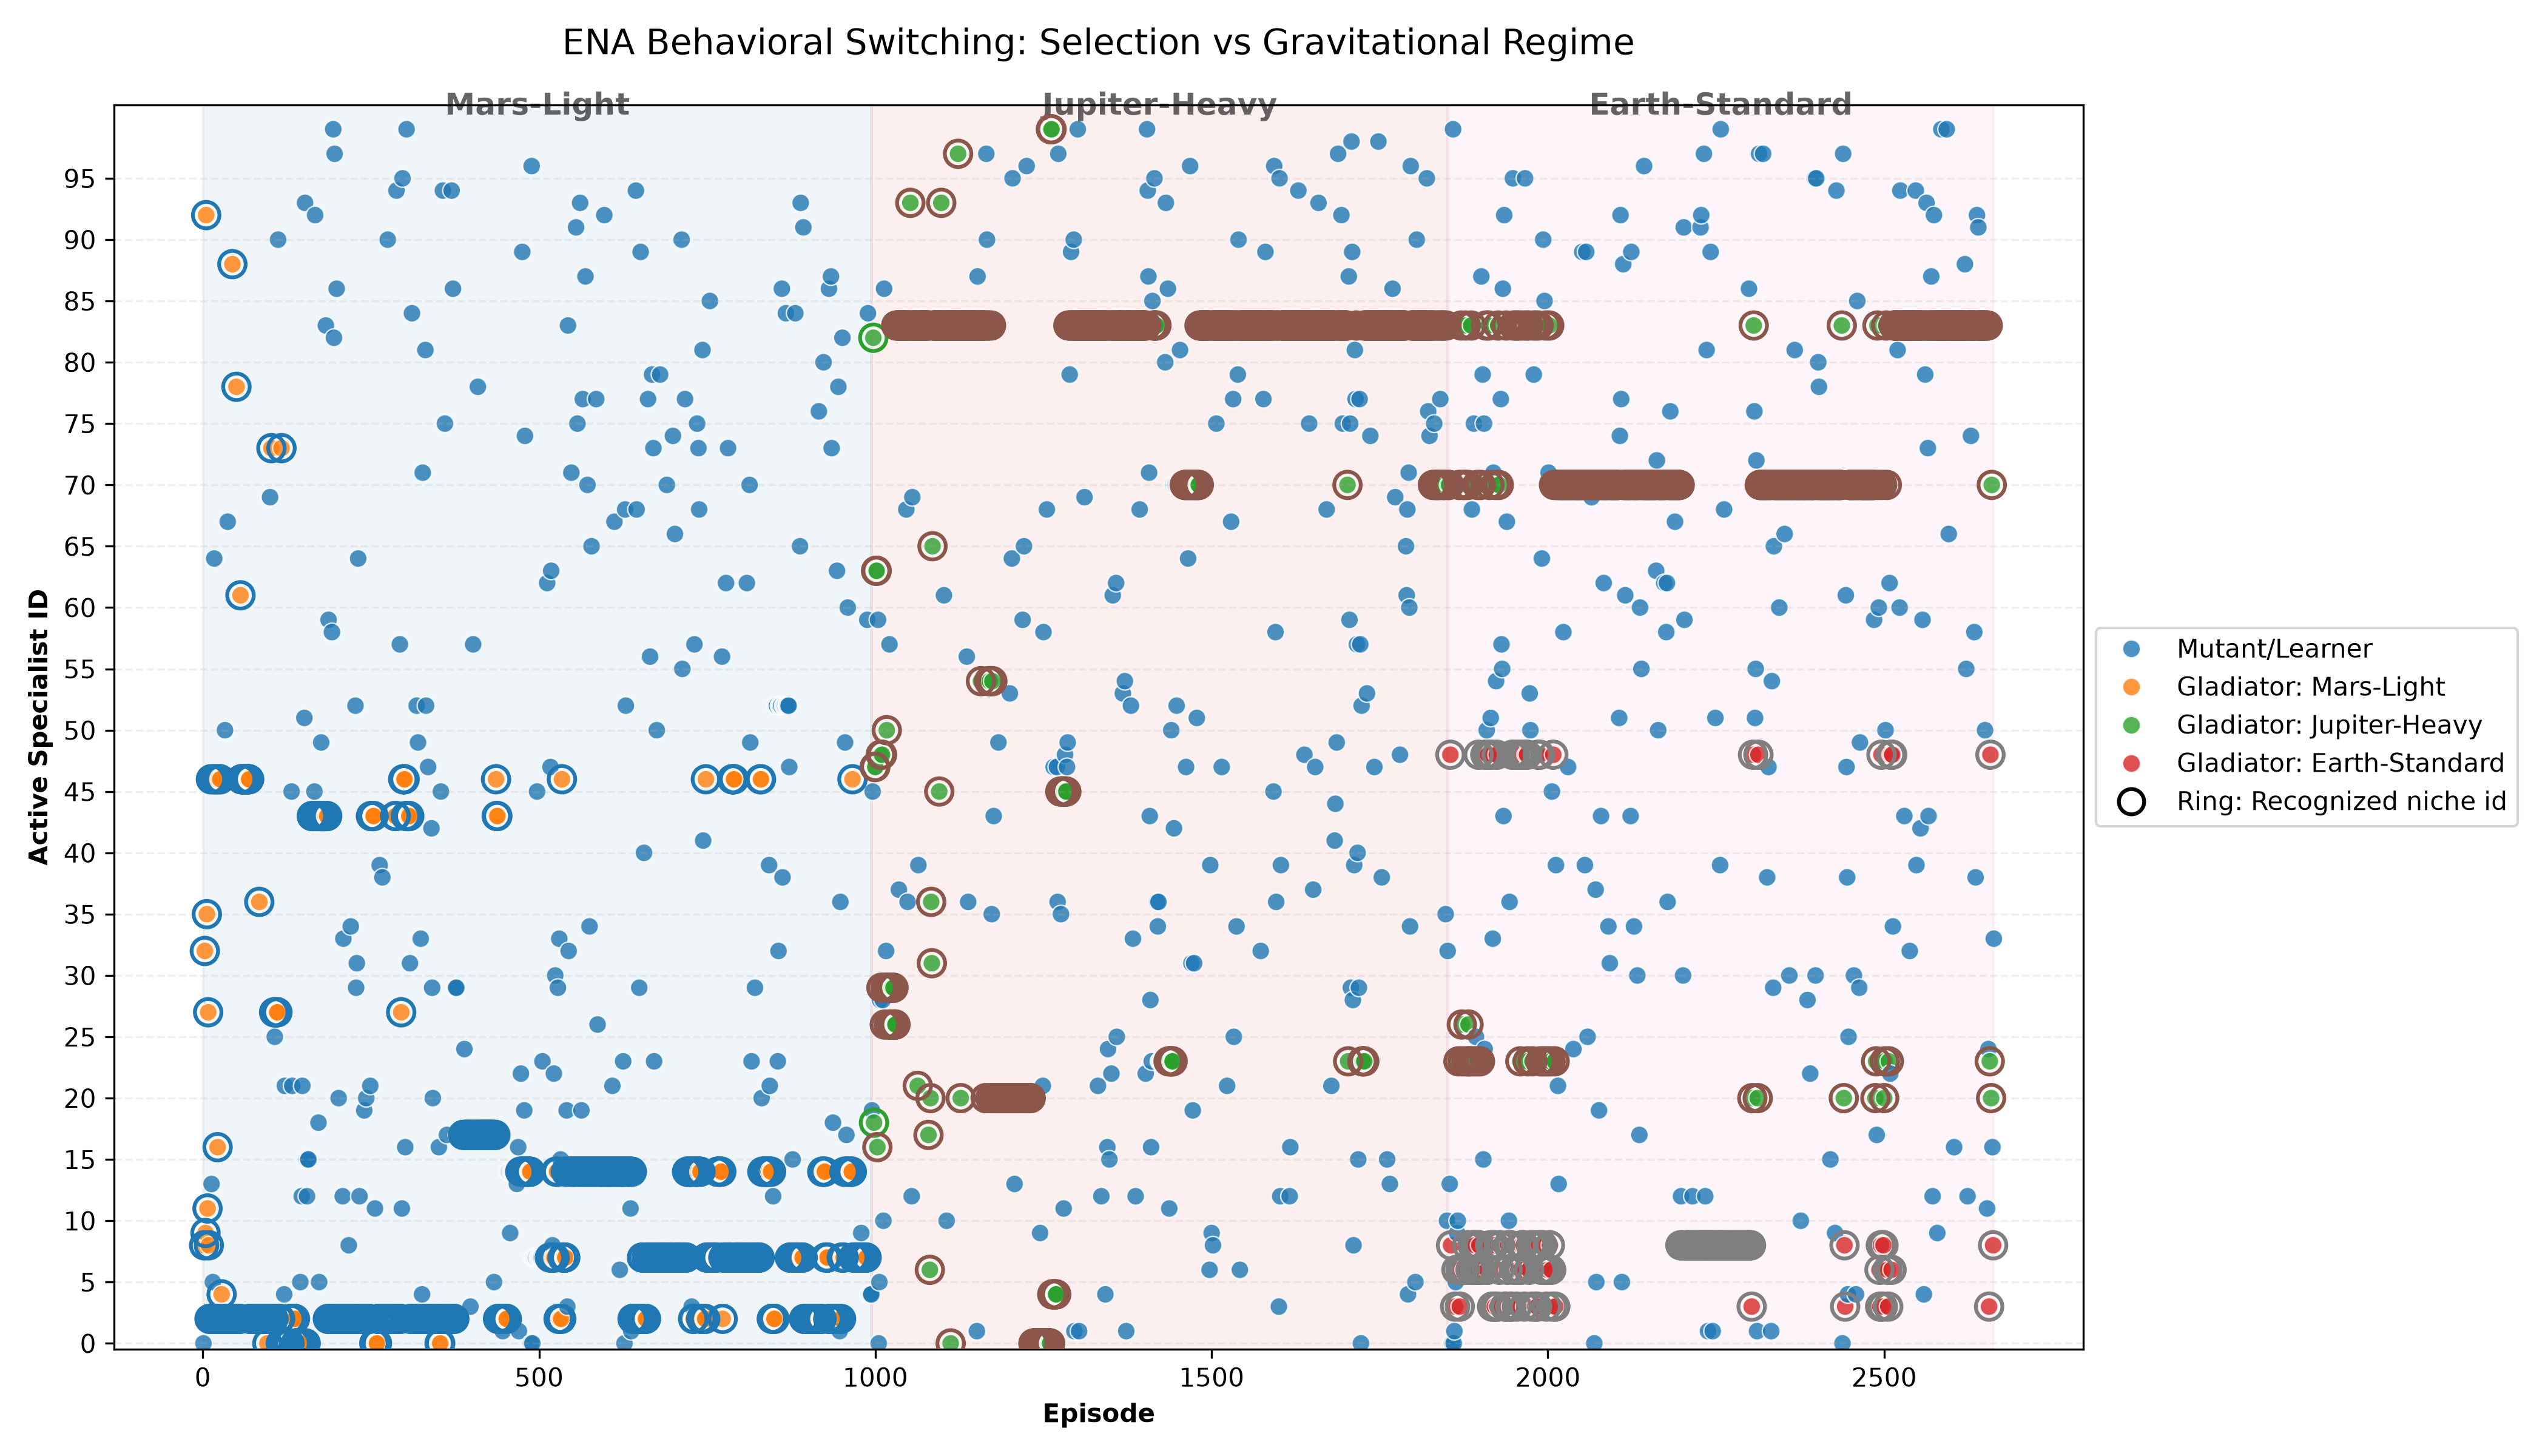 ENA Behavioral Switching: Selection vs Gravitational Regime
Mars-Light
Jupiter-Heavy
Earth-Standard
Active Specialist ID
95
90
85
80
75
70
65
60
55
50
45
40
35
30
25
20
15
10
5
0
0
500
1000
1500
2000
2500
Episode
Mutant/Learner
Gladiator: Mars-Light
Gladiator: Jupiter-Heavy
Gladiator: Earth-Standard
Ring: Recognized niche id